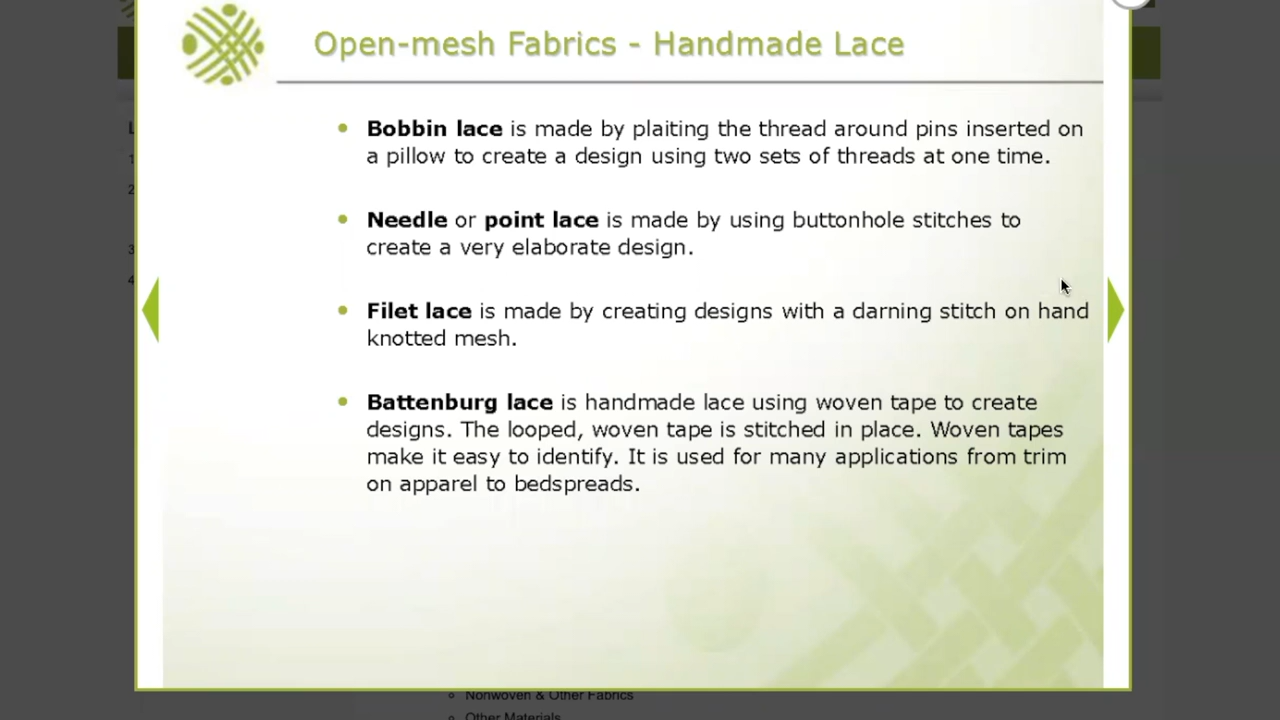 Open-mesh Fabrics - Handmade Lace
Bobbin lace is made by plaiting the thread around pins inserted on
a pillow to create a design using two sets of threads at one time.
Needle or point lace is made by using buttonhole stitches to
create a very elaborate design.
Filet lace is made by creating designs with a darning stitch on hand
knotted mesh.
Battenburg lace is handmade lace using woven tape to create
designs. The looped, woven tape is stitched in place. Woven tapes
make it easy to identify. It is used for many applications from trim
on apparel to bedspreads.
Nonwoven & Other Fabrics
Other Materials